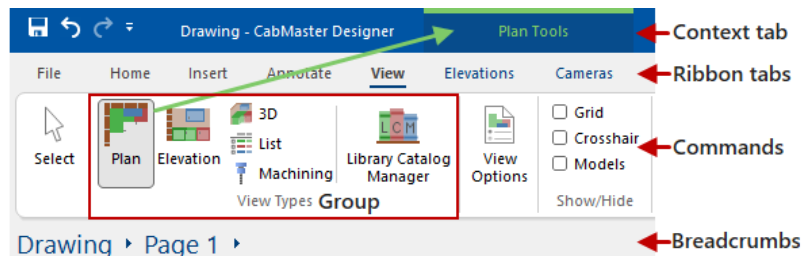 Drawing - CabMaster Designer
Plan Tools
Context tab
File
Home
Insert
Annotate
View
Elevations
Cameras
Ribbon tabs
Select
Plan
Elevation
3D
List
Machining
LCM
Library Catalog
Manager
View
Options
Grid
Crosshair
Models
Commands
View Types
Group
Show/Hide
Drawing
Page 1
Breadcrumbs